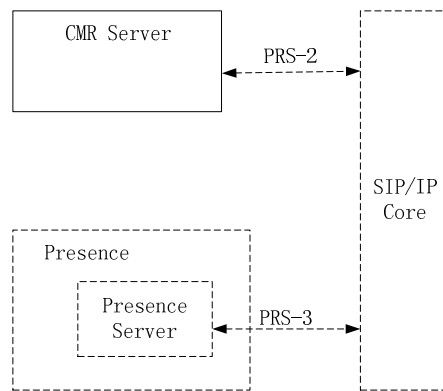 CMR Server
PRS-2
SIP/IP
Core
Presence
Presence
Server
PRS-3